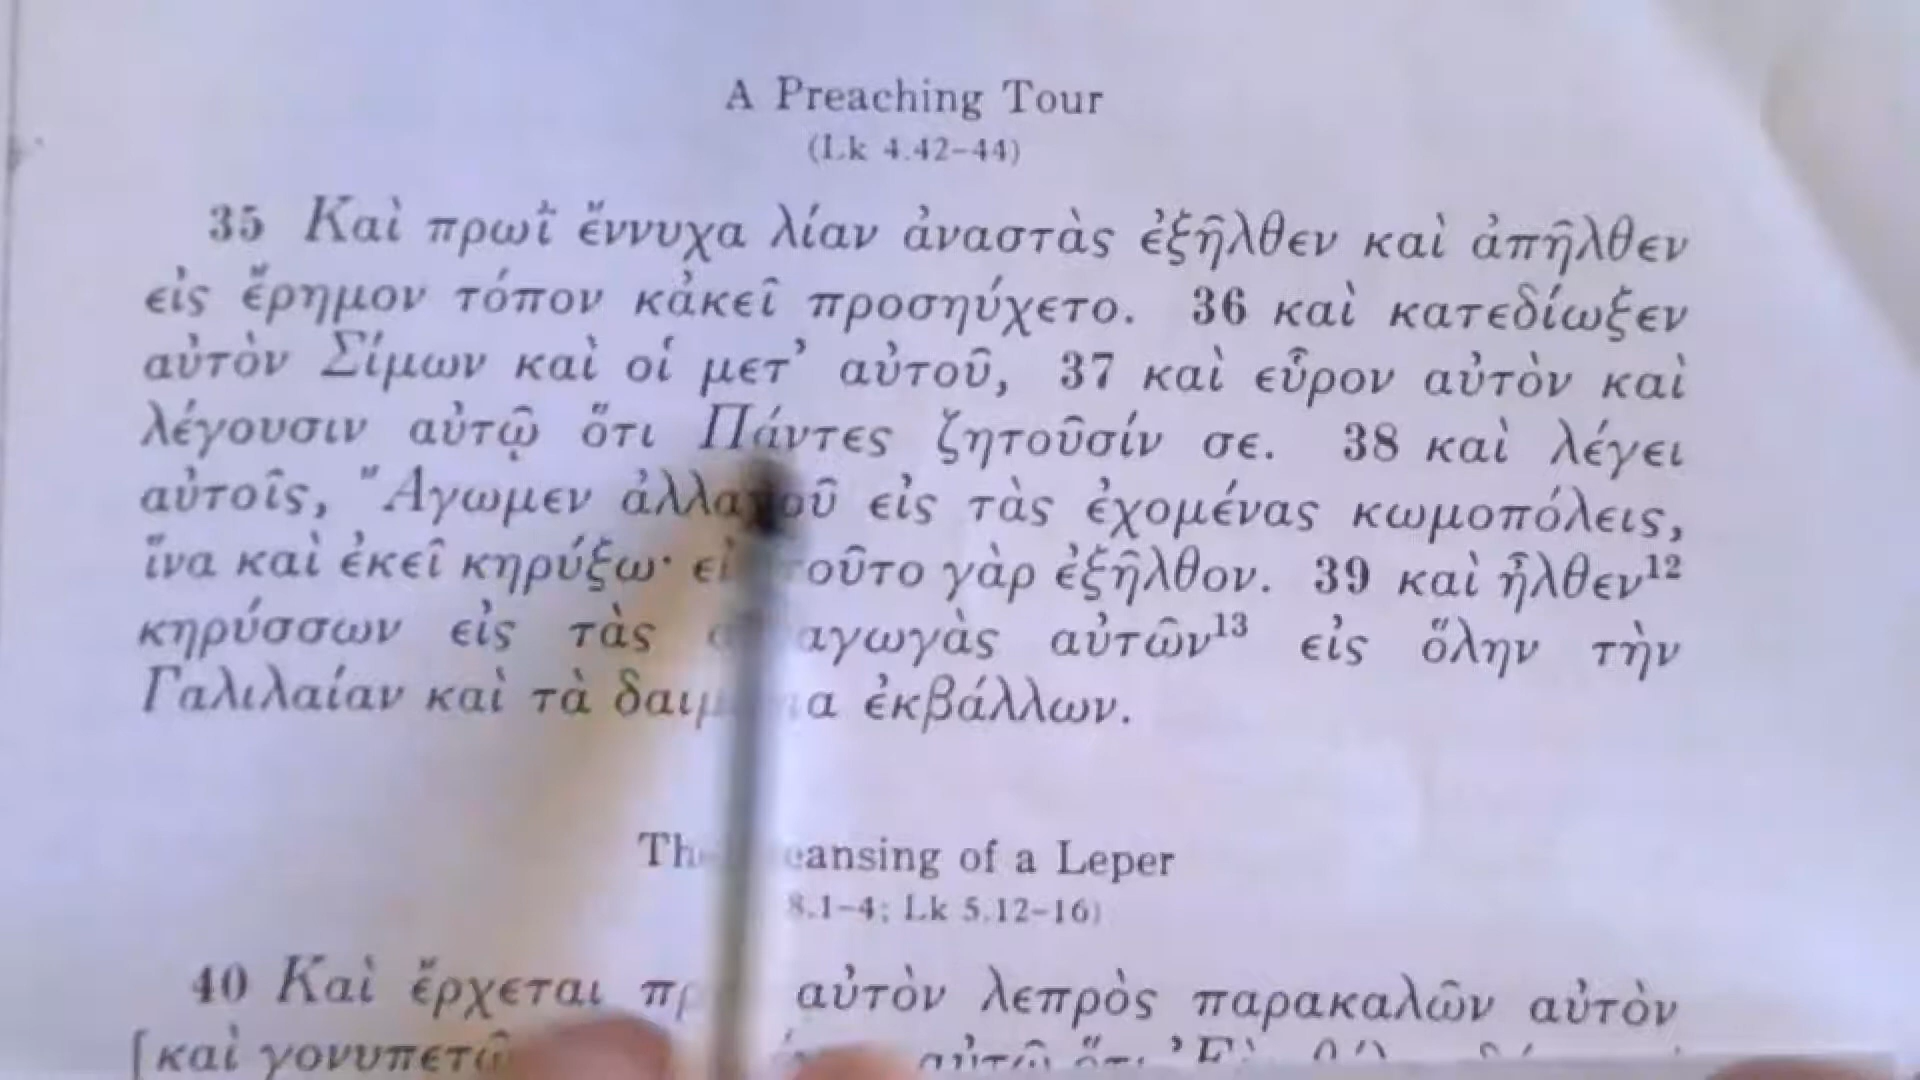 A Preaching Tour
(Lk 4.42–44)
35 Καὶ πρωῒ ἔννυχα λίαν ἀναστὰς ἐξῆλθεν καὶ ἀπῆλθεν
εἰς ἔρημον τόπον κἀκεῖ προσηύχετο. 36 καὶ κατεδίωξεν
αὐτὸν Σίμων καὶ οἱ μετ’ αὐτοῦ, 37 καὶ εὗρον αὐτὸν καὶ
λέγουσιν αὐτῷ ὅτι Πάντες ζητοῦσίν σε. 38 καὶ λέγει
αὐτοῖς, Ἄγωμεν ἀλλαχοῦ εἰς τὰς ἐχομένας κωμοπόλεις,
ἵνα καὶ ἐκεῖ κηρύξω· γὰρ ἐξῆλθον. 39 καὶ ἦλθεν¹²
κηρύσσων εἰς τὰς αὐτῶν¹³ εἰς ὅλην τὴν
Γαλιλαίαν καὶ τὰ ἐκβάλλων.
of a Leper
8.1–4; Lk 5.12–16)
40 Καὶ ἔρχεται αὐτὸν λεπρὸς παρακαλῶν αὐτὸν
[καὶ